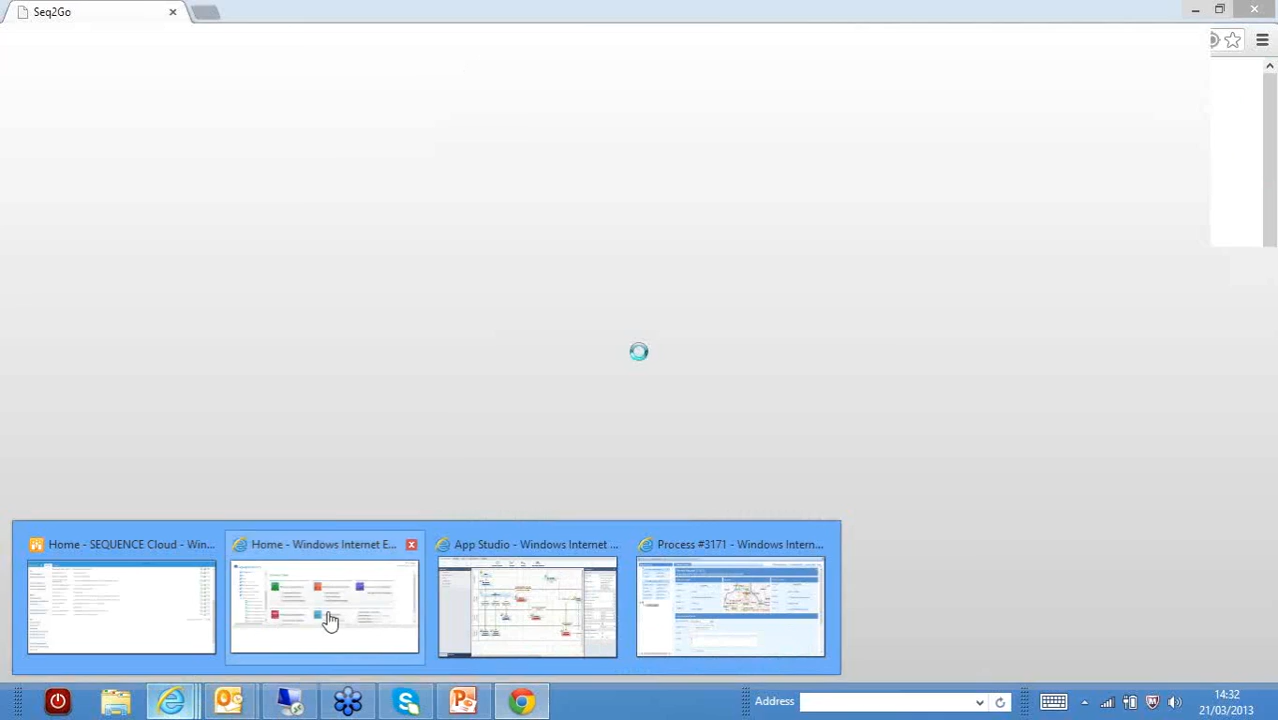 Seq2Go
Home - SEQUENCE Cloud - Win...
Home - Windows Internet E...
App Studio - Windows Internet ...
Process #3171 - Windows Intern...
Address
14:32
21/03/2013